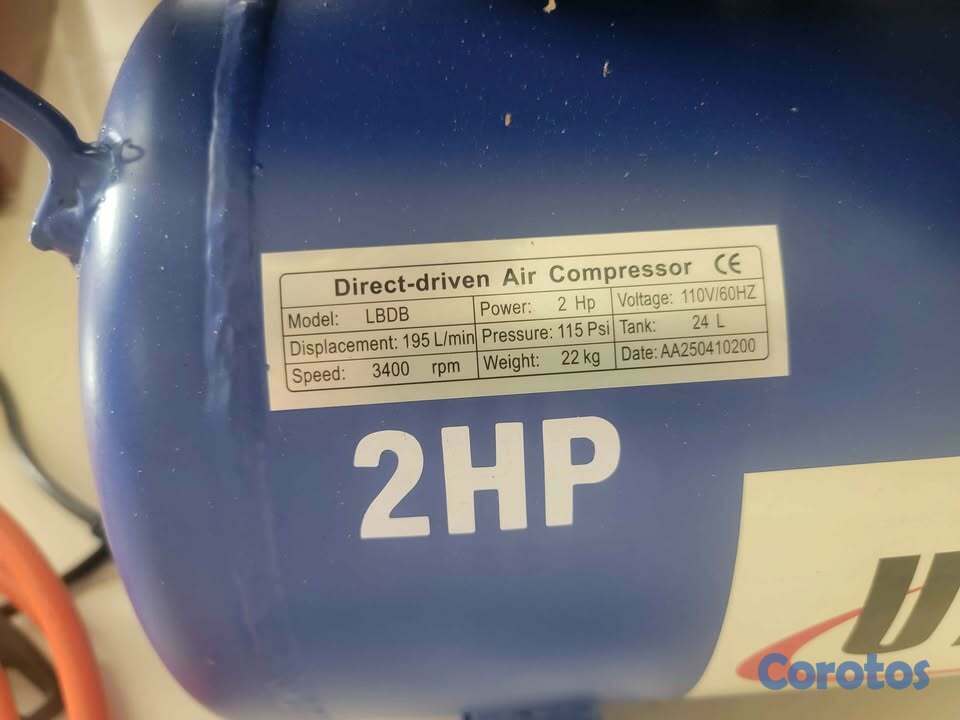 Direct-driven Air Compressor CE
Model: LBDB Power: 2 Hp Voltage: 110V/60HZ
Displacement: 195 L/min Pressure: 115 Psi Tank: 24 L
Speed: 3400 rpm Weight: 22 kg Date: AA250410200
2HP
Corotos